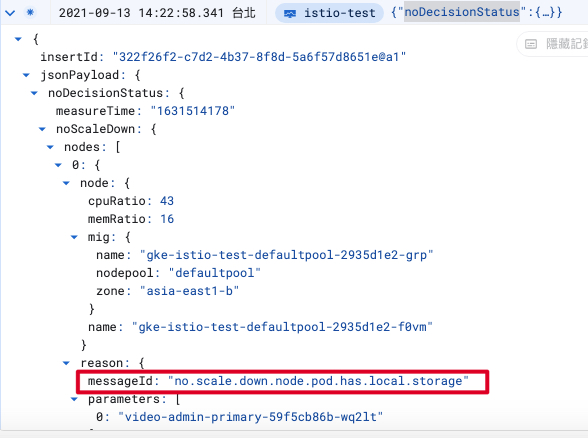 2021-09-13 14:22:58.341 台北 istio-test {"noDecisionStatus":{…}}
{
隱藏記錄
insertId: "322f26f2-c7d2-4b37-8f8d-5a6f57d8651e@a1"
jsonPayload: {
noDecisionStatus: {
measureTime: "1631514178"
noScaleDown: {
nodes: [
0: {
node: {
cpuRatio: 43
memRatio: 16
mig: {
name: "gke-istio-test-defaultpool-2935d1e2-grp"
nodepool: "defaultpool"
zone: "asia-east1-b"
}
name: "gke-istio-test-defaultpool-2935d1e2-f0vm"
}
reason: {
messageId: "no.scale.down.node.pod.has.local.storage"
parameters: [
0: "video-admin-primary-59f5cb86b-wq2lt"